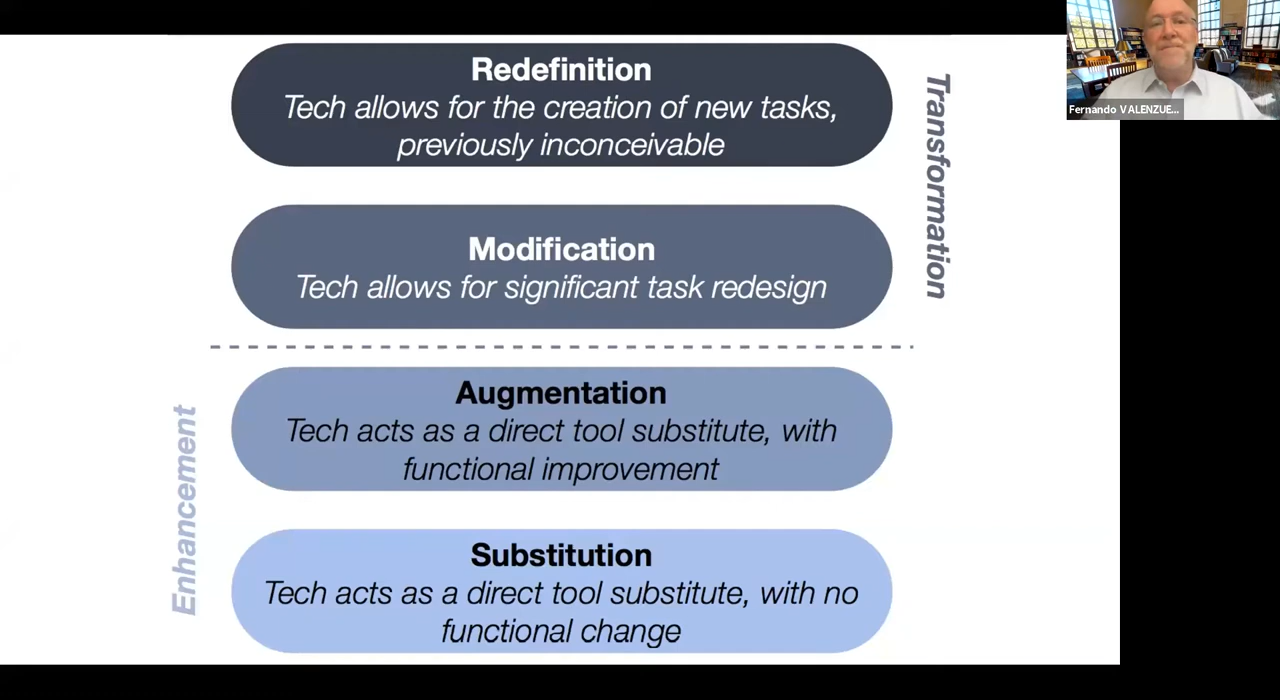 Redefinition
Tech allows for the creation of new tasks,
previously inconceivable
Transformation
Fernando VALENZUE...
Modification
Tech allows for significant task redesign
Augmentation
Tech acts as a direct tool substitute, with
functional improvement
Enhancement
Substitution
Tech acts as a direct tool substitute, with no
functional change